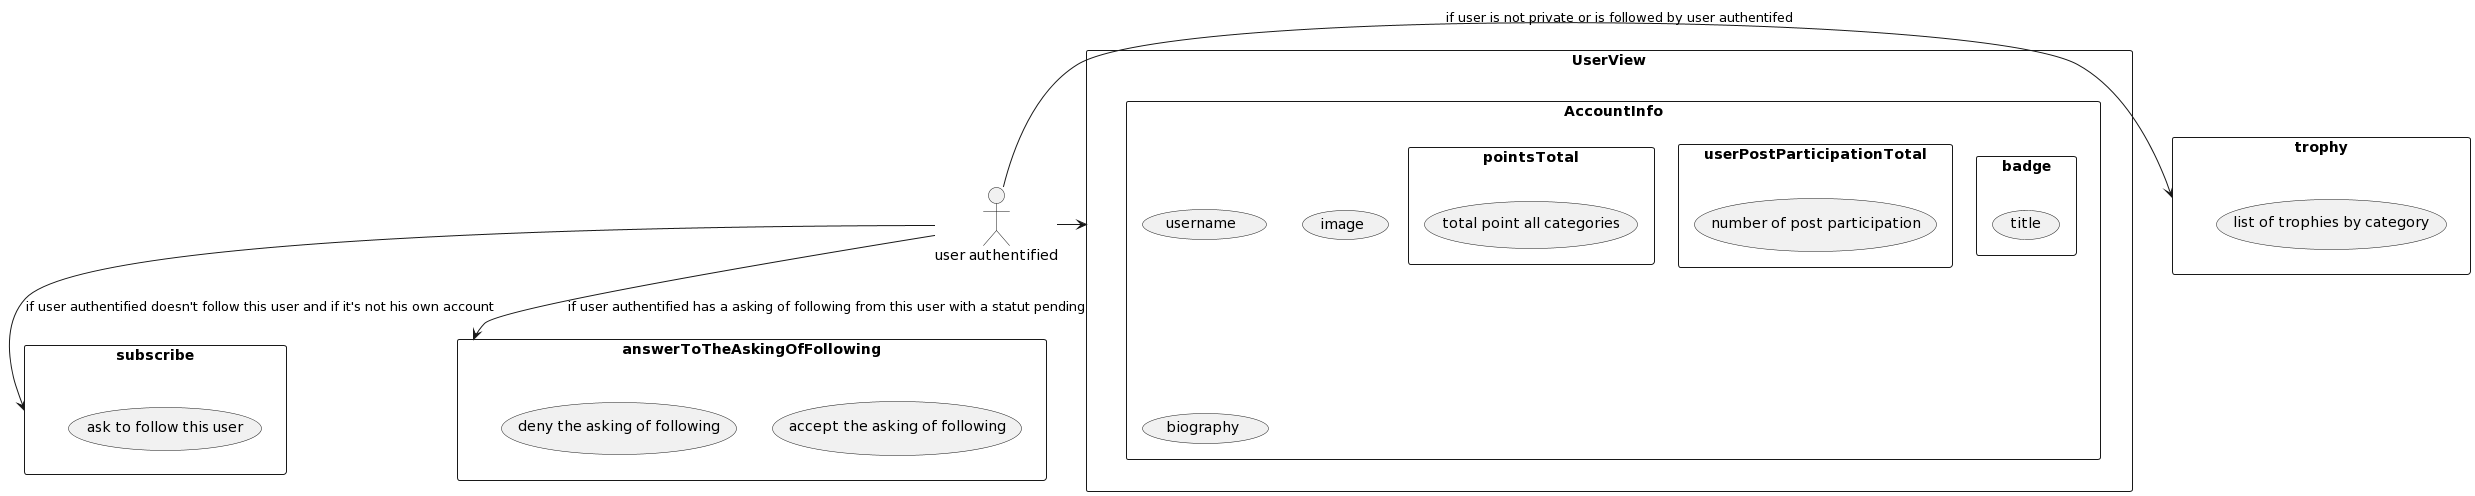 if user is not private or is followed by user authentifed
UserView
AccountInfo
trophy
pointsTotal
userPostParticipationTotal
badge
username
image
total point all categories
number of post participation
title
list of trophies by category
user authentified
if user authentified doesn't follow this user and if it's not his own account
if user authentified has a asking of following from this user with a statut pending
subscribe
answerToTheAskingOfFollowing
ask to follow this user
deny the asking of following
accept the asking of following
biography